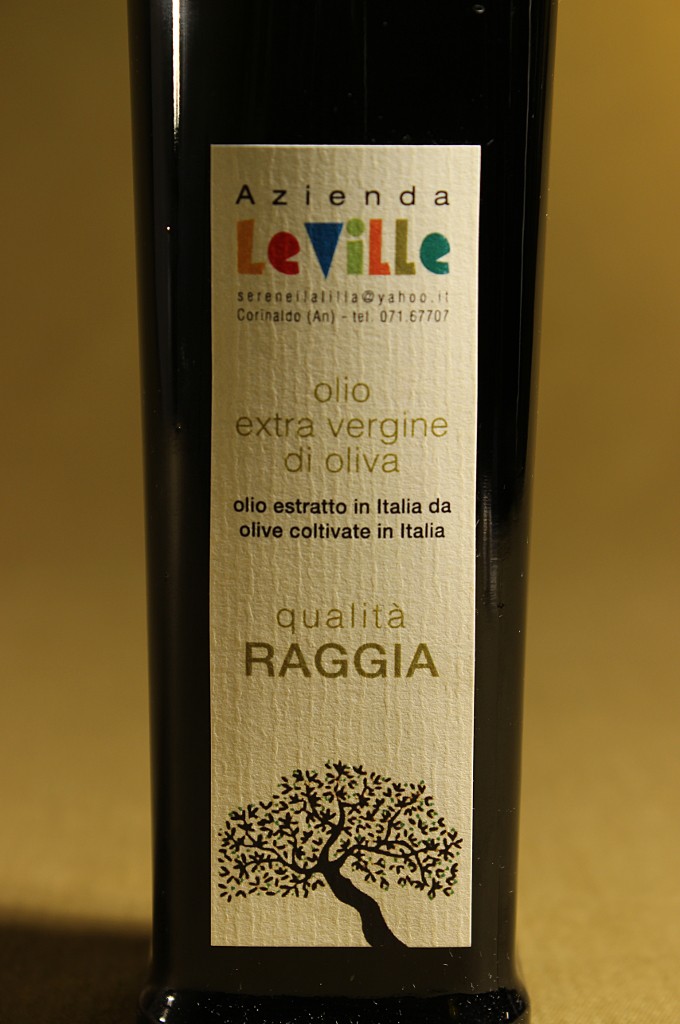 Azienda
LeViLLe
sereneilalilla@yahoo.it
Corinaldo (An) - tel. 071.67707
olio
extra vergine
di oliva
olio estratto in Italia da
olive coltivate in Italia
qualità
RAGGIA